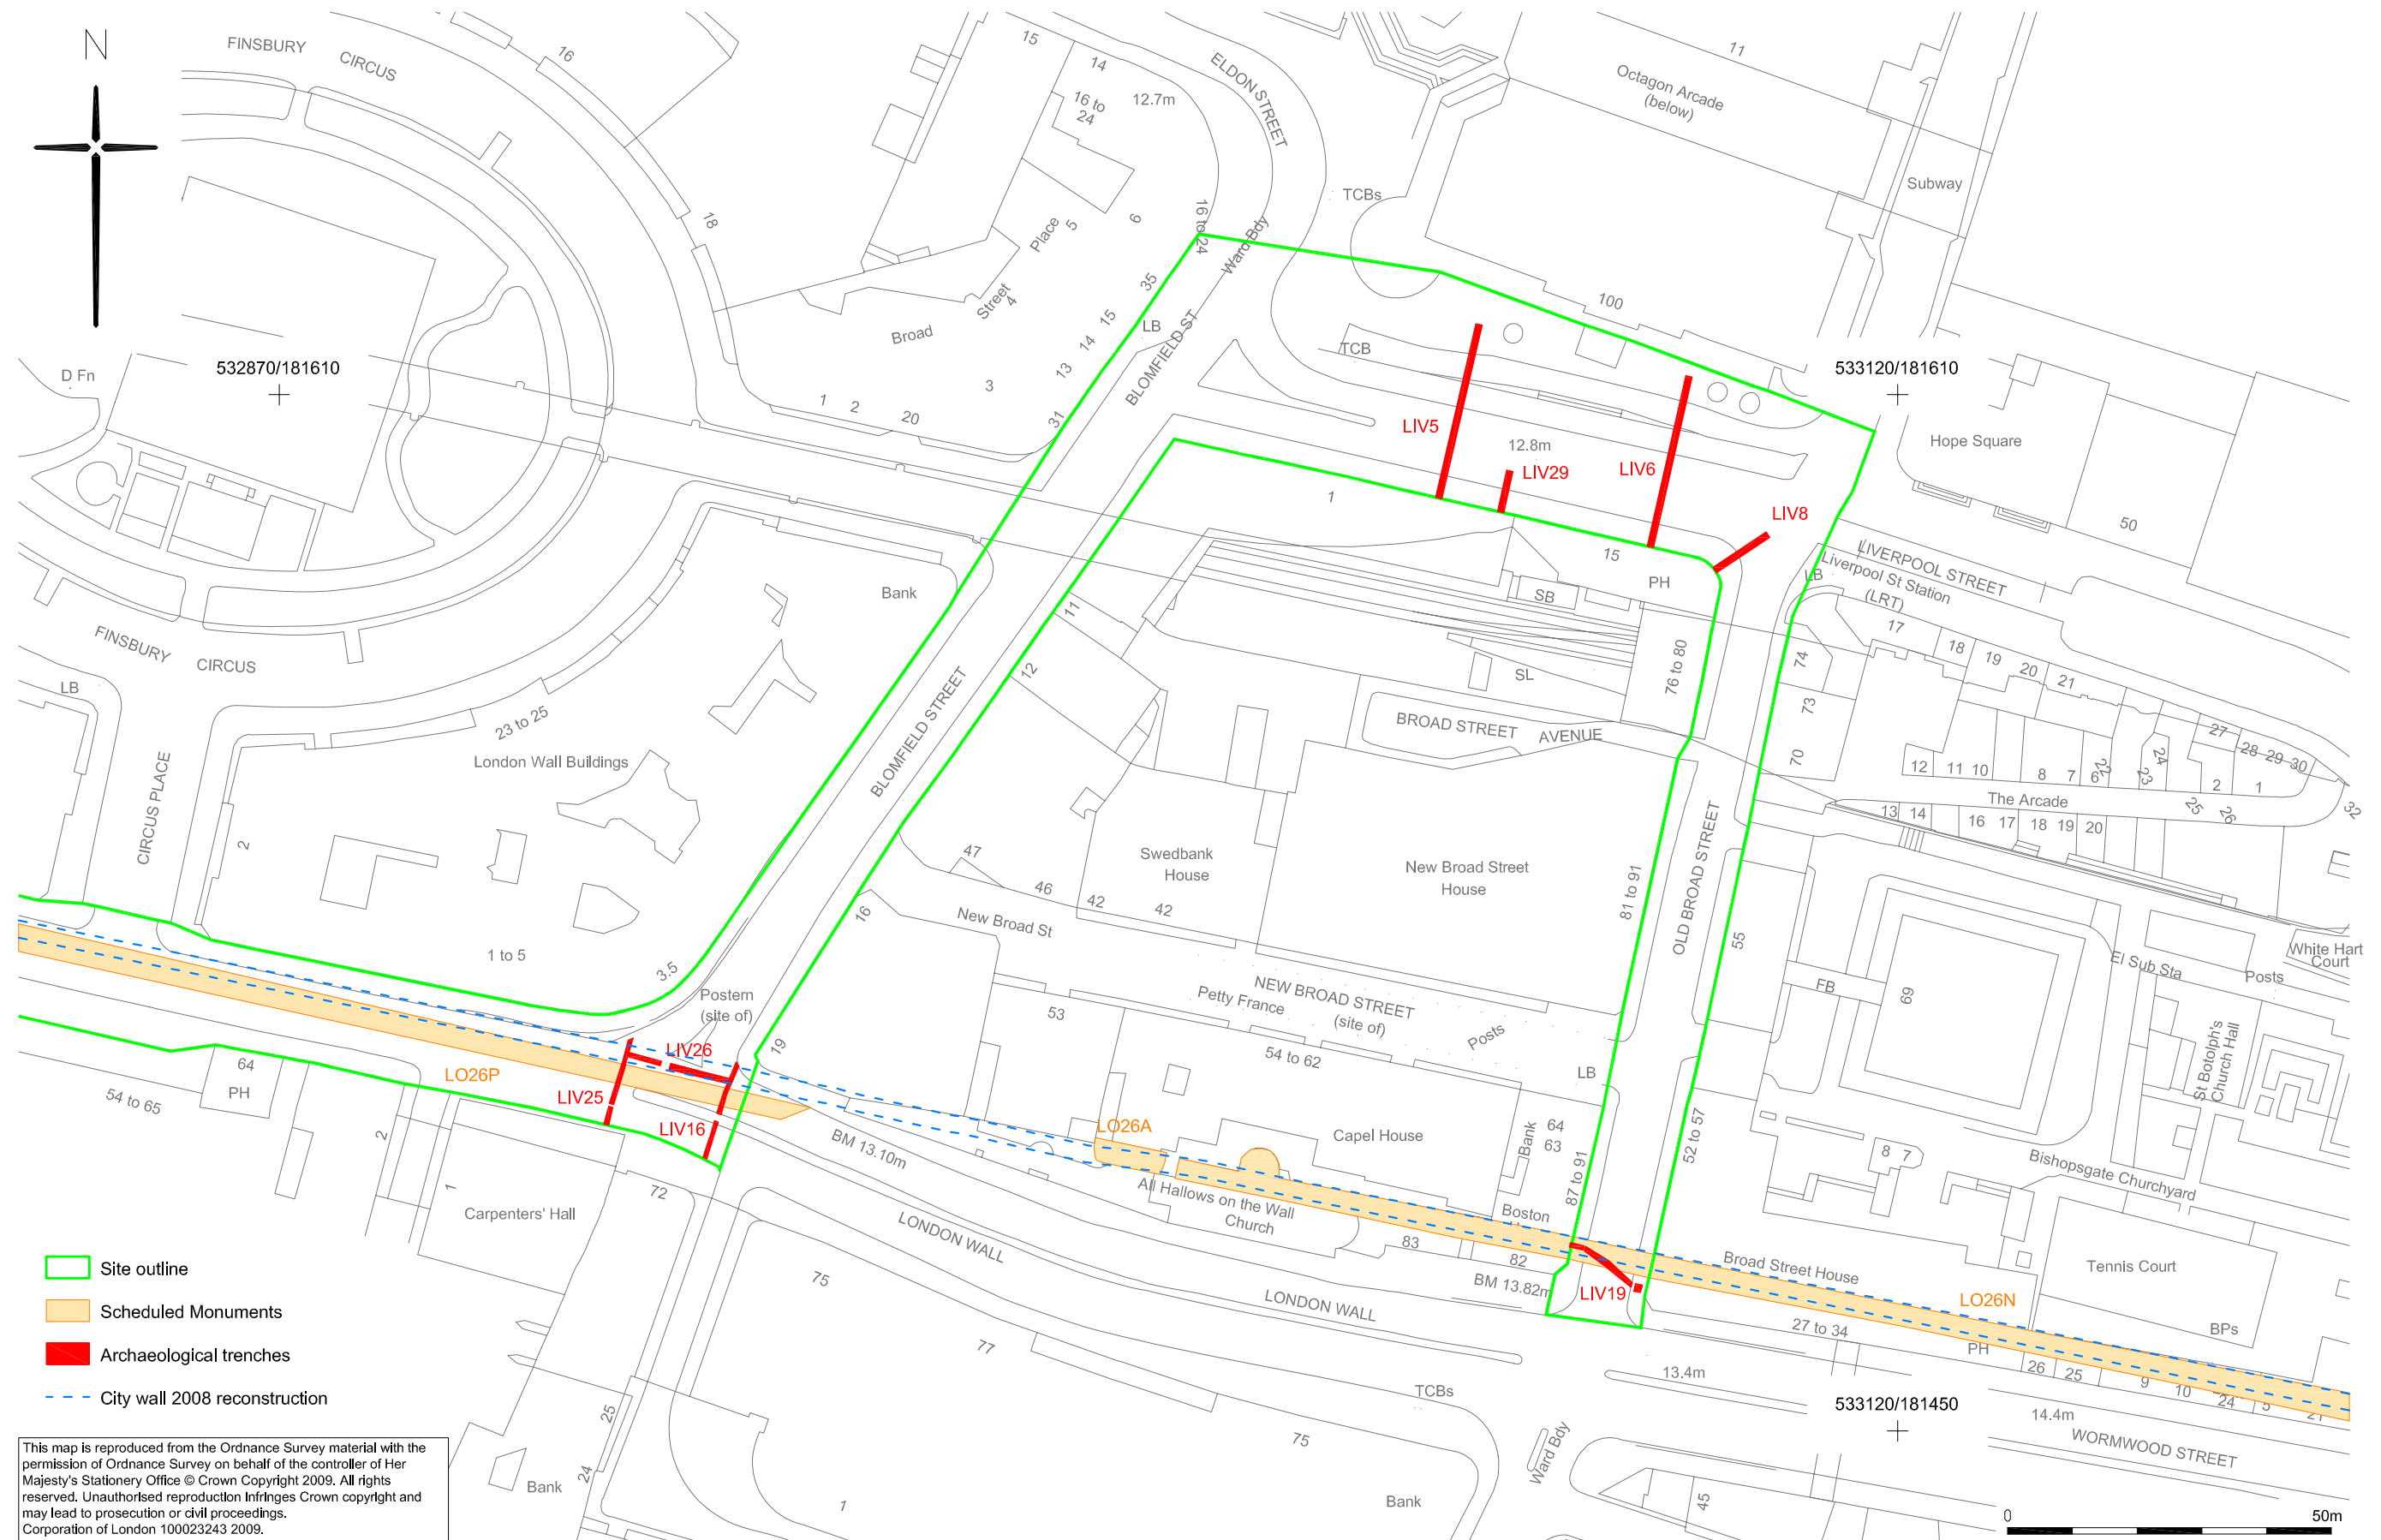 N
FINSBURY
CIRCUS
16
15
14
16 to
24
12.7m
ELDON STREET
11
Octagon Arcade
(below)
Subway
TCBs
18
Place
5
6
16 to 24
Ward Bdy
35
Street
4
Broad
15
LB
14
13
BLOMFIELD ST
100
TCB
532870/181610
533120/181610
D Fn
1
2
20
3
31
LIV5
12.8m
LIV29
LIV6
Hope Square
LIV8
50
1
15
PH
SB
LIVERPOOL STREET
Liverpool St Station
(LRT)
LB
Bank
11
12
FINSBURY
CIRCUS
LB
17
18
19
20
21
74
73
70
76 to 80
SL
BROAD STREET
AVENUE
23 to 25
London Wall Buildings
BLOMFIELD STREET
CIRCUS PLACE
2
27
28
29
30
32
12
11
10
8
7
6
22
23
24
2
1
The Arcade
25
26
13
14
16
17
18
19
20
47
46
42
42
Swedbank
House
New Broad Street
House
81 to 91
OLD BROAD STREET
55
16
New Broad St
1 to 5
3.5
Postern
(site of)
NEW BROAD STREET
Petty France
(site of)
Posts
FB
69
El Sub Sta
Posts
White Hart
Court
St Botolph's
Church Hall
53
54 to 62
LB
19
LIV26
LO26P
LIV25
LIV16
64
PH
54 to 65
2
1
BM 13.10m
LO26A
Capel House
Bank
64
63
87 to 91
52 to 57
8
7
Bishopsgate Churchyard
All Hallows on the Wall
Church
Boston
83
82
BM 13.82m
LIV19
Broad Street House
LO26N
Tennis Court
BPs
Carpenters' Hall
72
LONDON WALL
LONDON WALL
75
77
75
27 to 34
PH
26
25
9
10
24
5
21
13.4m
TCBs
533120/181450
14.4m
WORMWOOD STREET
Ward Bdy
45
Bank
25
24
Bank
1
Site outline
Scheduled Monuments
Archaeological trenches
City wall 2008 reconstruction
This map is reproduced from the Ordnance Survey material with the
permission of Ordnance Survey on behalf of the controller of Her
Majesty's Stationery Office © Crown Copyright 2009. All rights
reserved. Unauthorised reproduction infringes Crown copyright and
may lead to prosecution or civil proceedings.
Corporation of London 100023243 2009.
0
50m